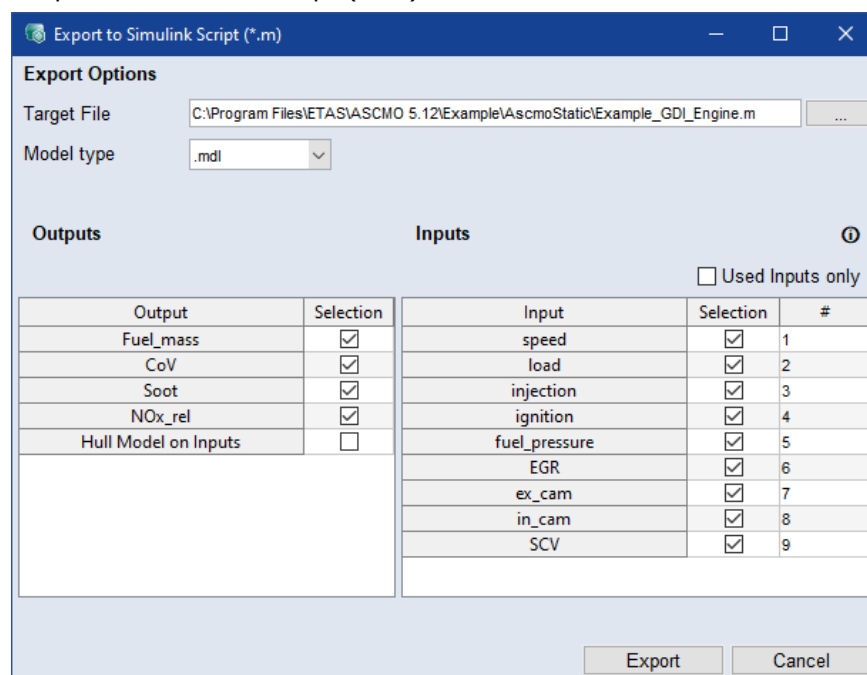 Export to Simulink Script (*.m)
Export Options
Target File C:\Program Files\ETAS\ASCMO 5.12\Example\AscmoStatic\Example_GDI_Engine.m ...
Model type .mdl
Outputs Inputs
Used Inputs only
Output Selection Input Selection #
Fuel_mass speed 1
CoV load 2
Soot injection 3
NOx_rel ignition 4
Hull Model on Inputs fuel_pressure 5
EGR 6
ex_cam 7
in_cam 8
SCV 9
Export Cancel